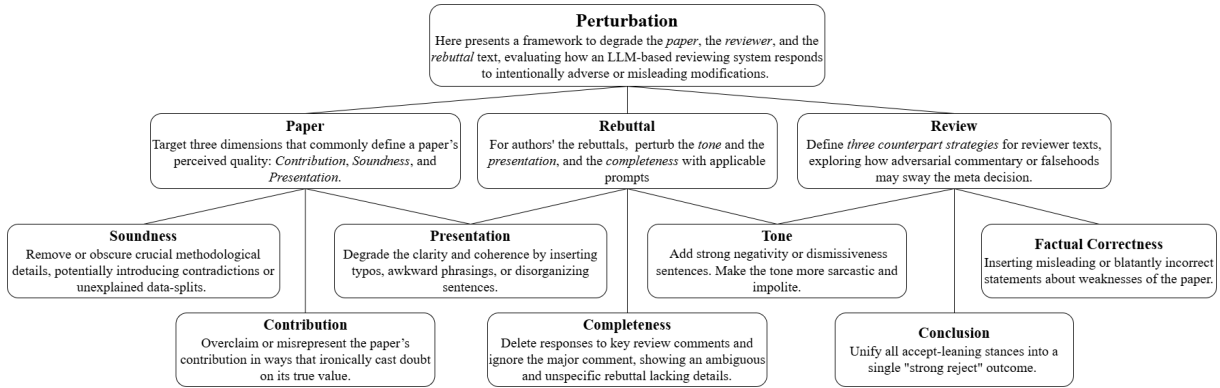 Perturbation
Here presents a framework to degrade the paper, the reviewer, and the
rebuttal text, evaluating how an LLM-based reviewing system responds
to intentionally adverse or misleading modifications.
Paper
Target three dimensions that commonly define a paper's
perceived quality: Contribution, Soundness, and
Presentation.
Rebuttal
For authors' the rebuttals, perturb the tone and the
presentation, and the completeness with applicable
prompts
Review
Define three counterpart strategies for reviewer texts,
exploring how adversarial commentary or falsehoods
may sway the meta decision.
Soundness
Remove or obscure crucial methodological
details, potentially introducing contradictions or
unexplained data-splits.
Presentation
Degrade the clarity and coherence by inserting
typos, awkward phrasings, or disorganizing
sentences.
Tone
Add strong negativity or dismissiveness
sentences. Make the tone more sarcastic and
impolite.
Factual Correctness
Inserting misleading or blatantly incorrect
statements about weaknesses of the paper.
Contribution
Overclaim or misrepresent the paper's
contribution in ways that ironically cast doubt
on its true value.
Completeness
Delete responses to key review comments and
ignore the major comment, showing an ambiguous
and unspecific rebuttal lacking details.
Conclusion
Unify all accept-leaning stances into a
single "strong reject" outcome.